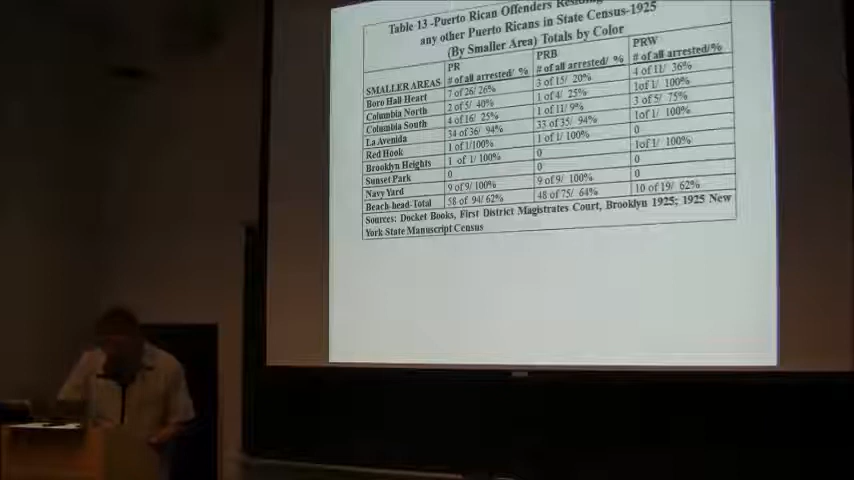 Table 13 -Puerto Rican Offenders
any other Puerto Ricans in State Census-1925
(By Smaller Area) Totals by Color
PR PRB PRW
SMALLER AREAS # of all arrested/ % # of all arrested/ % # of all arrested/%
Boro Hall Heart 7 of 26/ 26% 3 of 15/ 20% 4 of 11/ 36%
Columbia North 2 of 5/ 40% 1 of 4/ 25% 1of 1/ 100%
Columbia South 4 of 16/ 25% 1 of 11/ 9% 3 of 5/ 75%
La Avenida 34 of 36/ 94% 33 of 35/ 94% 1of 1/ 100%
Red Hook 1 of 1/100% 1 of 1/ 100% 0
Brooklyn Heights 1 of 1/ 100% 0 1of 1/ 100%
Sunset Park 0 0 0
Navy Yard 9 of 9/ 100% 9 of 9/ 100% 0
Beach-head-Total 58 of 94/ 62% 48 of 75/ 64% 10 of 19/ 62%
Sources: Docket Books, First District Magistrates Court, Brooklyn 1925; 1925 New
York State Manuscript Census